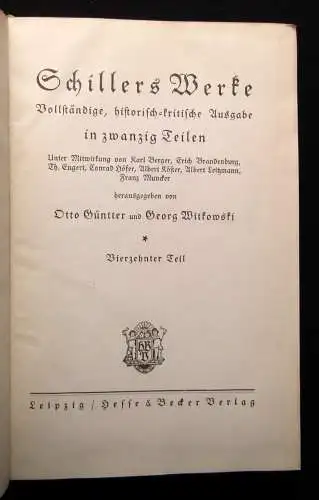 Schillers Werke
Vollständige, historisch-kritische Ausgabe
in zwanzig Teilen
Unter Mitwirkung von Karl Berger, Erich Brandenburg,
Th. Engert, Conrad Höfer, Albert Köster, Albert Leitzmann,
Franz Muncker
herausgegeben von
Otto Güntter und Georg Witkowski
*
Vierzehnter Teil
HBV
Leipzig / Hesse & Becker Verlag